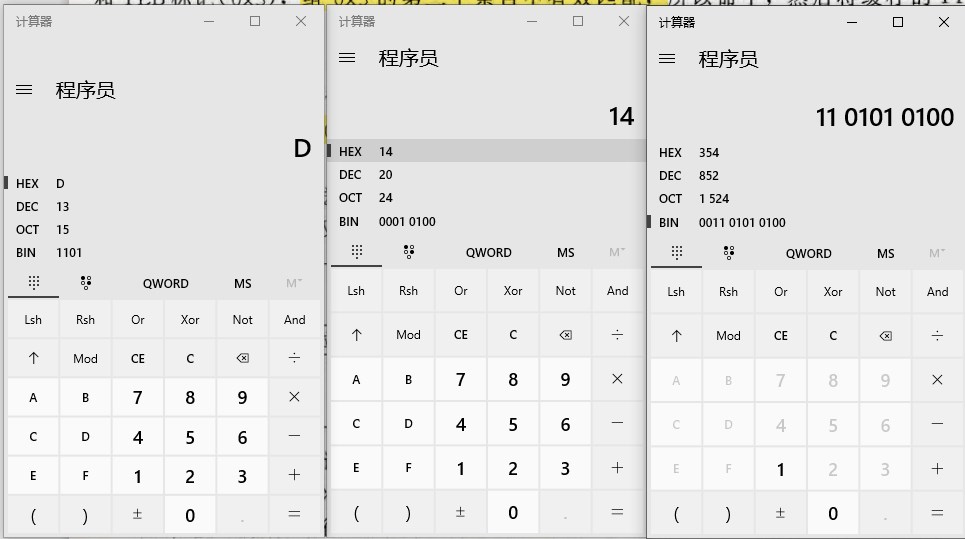 计算器
程序员
D
HEX D
DEC 13
OCT 15
BIN 1101
QWORD MS M˅
Lsh Rsh Or Xor Not And
↑ Mod CE C ⌫ ÷
A B 7 8 9 ×
C D 4 5 6 −
E F 1 2 3 +
( ) ± 0 . =
计算器
程序员
14
HEX 14
DEC 20
OCT 24
BIN 0001 0100
QWORD MS M˅
Lsh Rsh Or Xor Not And
↑ Mod CE C ⌫ ÷
A B 7 8 9 ×
C D 4 5 6 −
E F 1 2 3 +
( ) ± 0 . =
计算器
程序员
11 0101 0100
HEX 354
DEC 852
OCT 1 524
BIN 0011 0101 0100
QWORD MS M˅
Lsh Rsh Or Xor Not And
↑ Mod CE C ⌫ ÷
A B 7 8 9 ×
C D 4 5 6 −
E F 1 2 3 +
( ) ± 0 . =